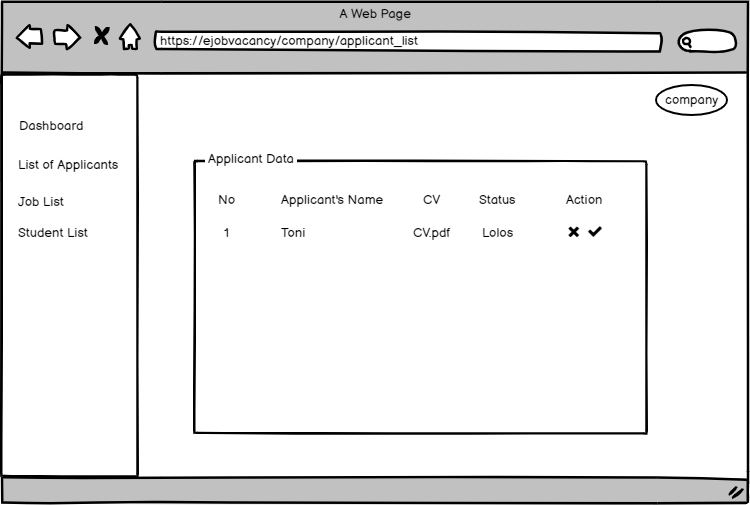 A Web Page
https://ejobvacancy/company/applicant_list
company
Dashboard
List of Applicants
Job List
Student List
Applicant Data
No Applicant's Name CV Status Action
1 Toni CV.pdf Lolos